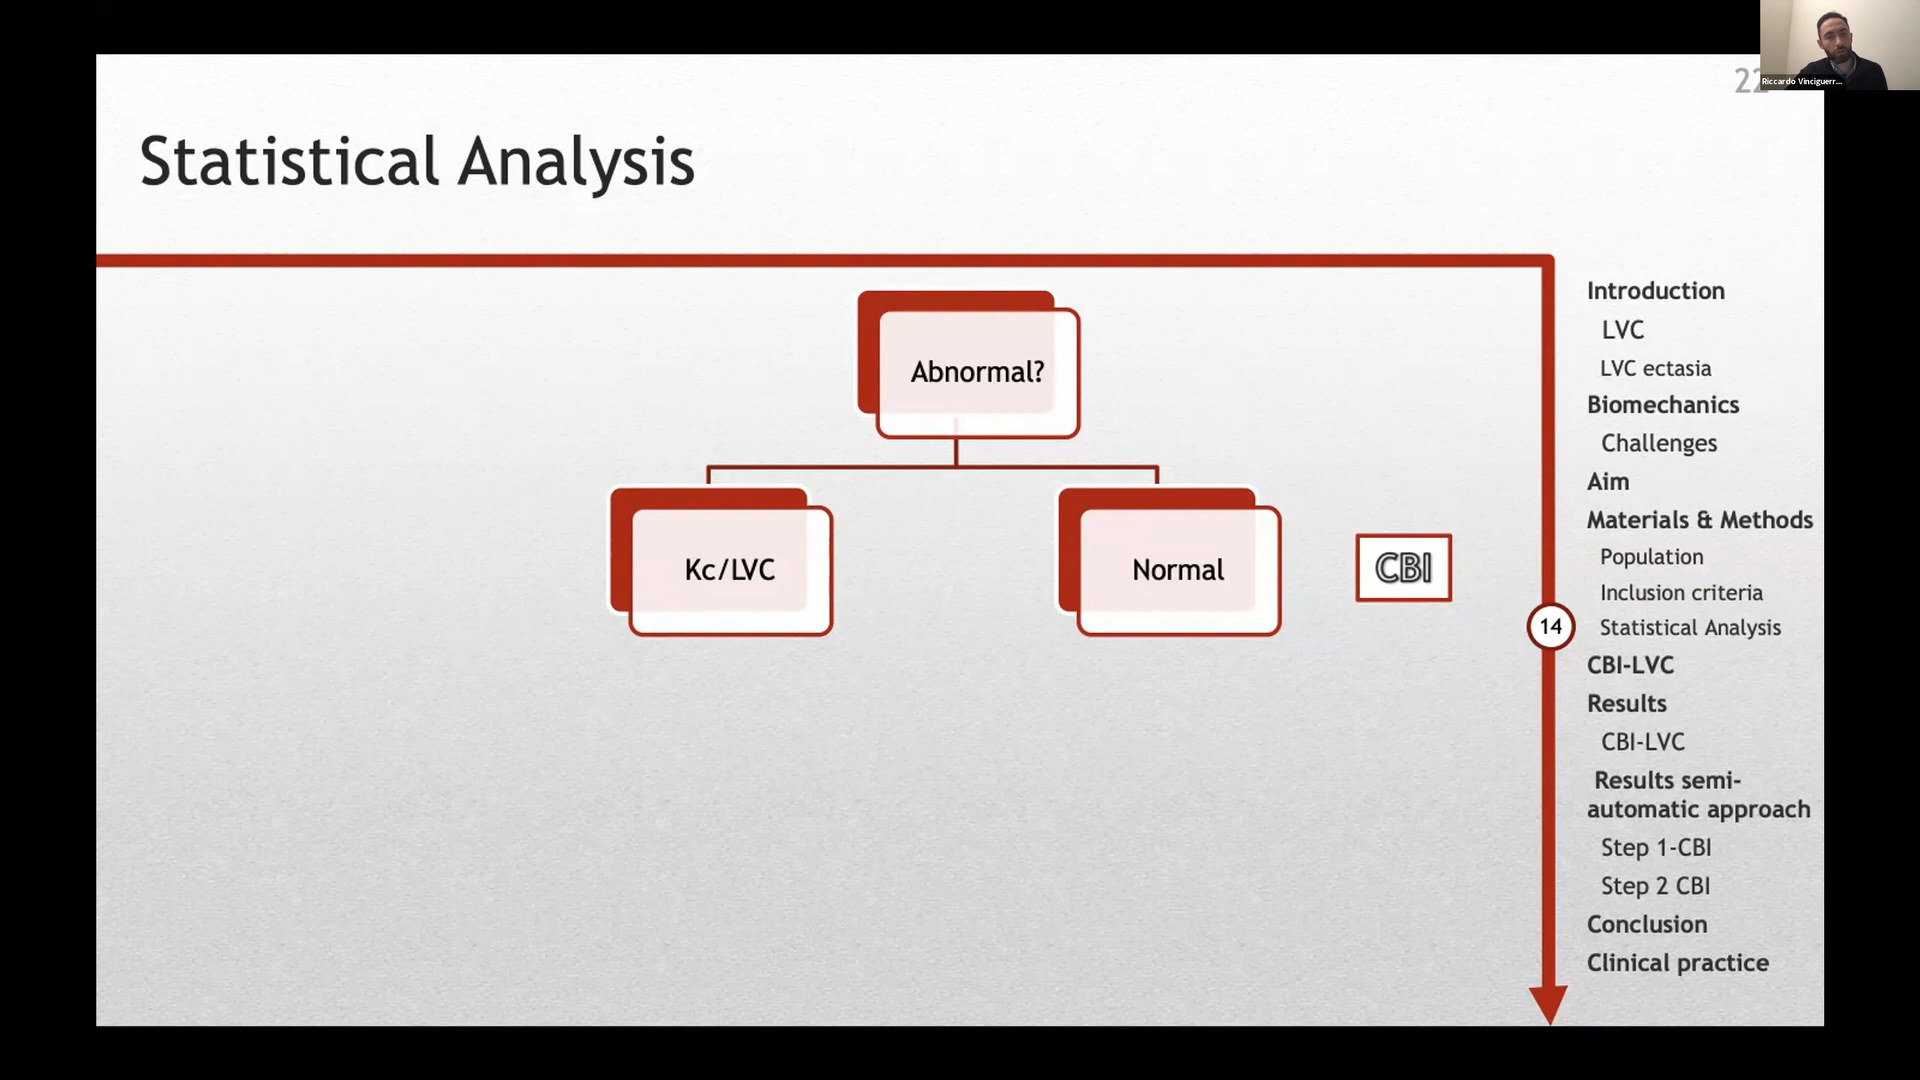 22
Riccardo Vinciguerr...
Statistical Analysis
Abnormal?
Kc/LVC
Normal
CBI
14
Introduction
LVC
LVC ectasia
Biomechanics
Challenges
Aim
Materials & Methods
Population
Inclusion criteria
Statistical Analysis
CBI-LVC
Results
CBI-LVC
Results semi-
automatic approach
Step 1-CBI
Step 2 CBI
Conclusion
Clinical practice